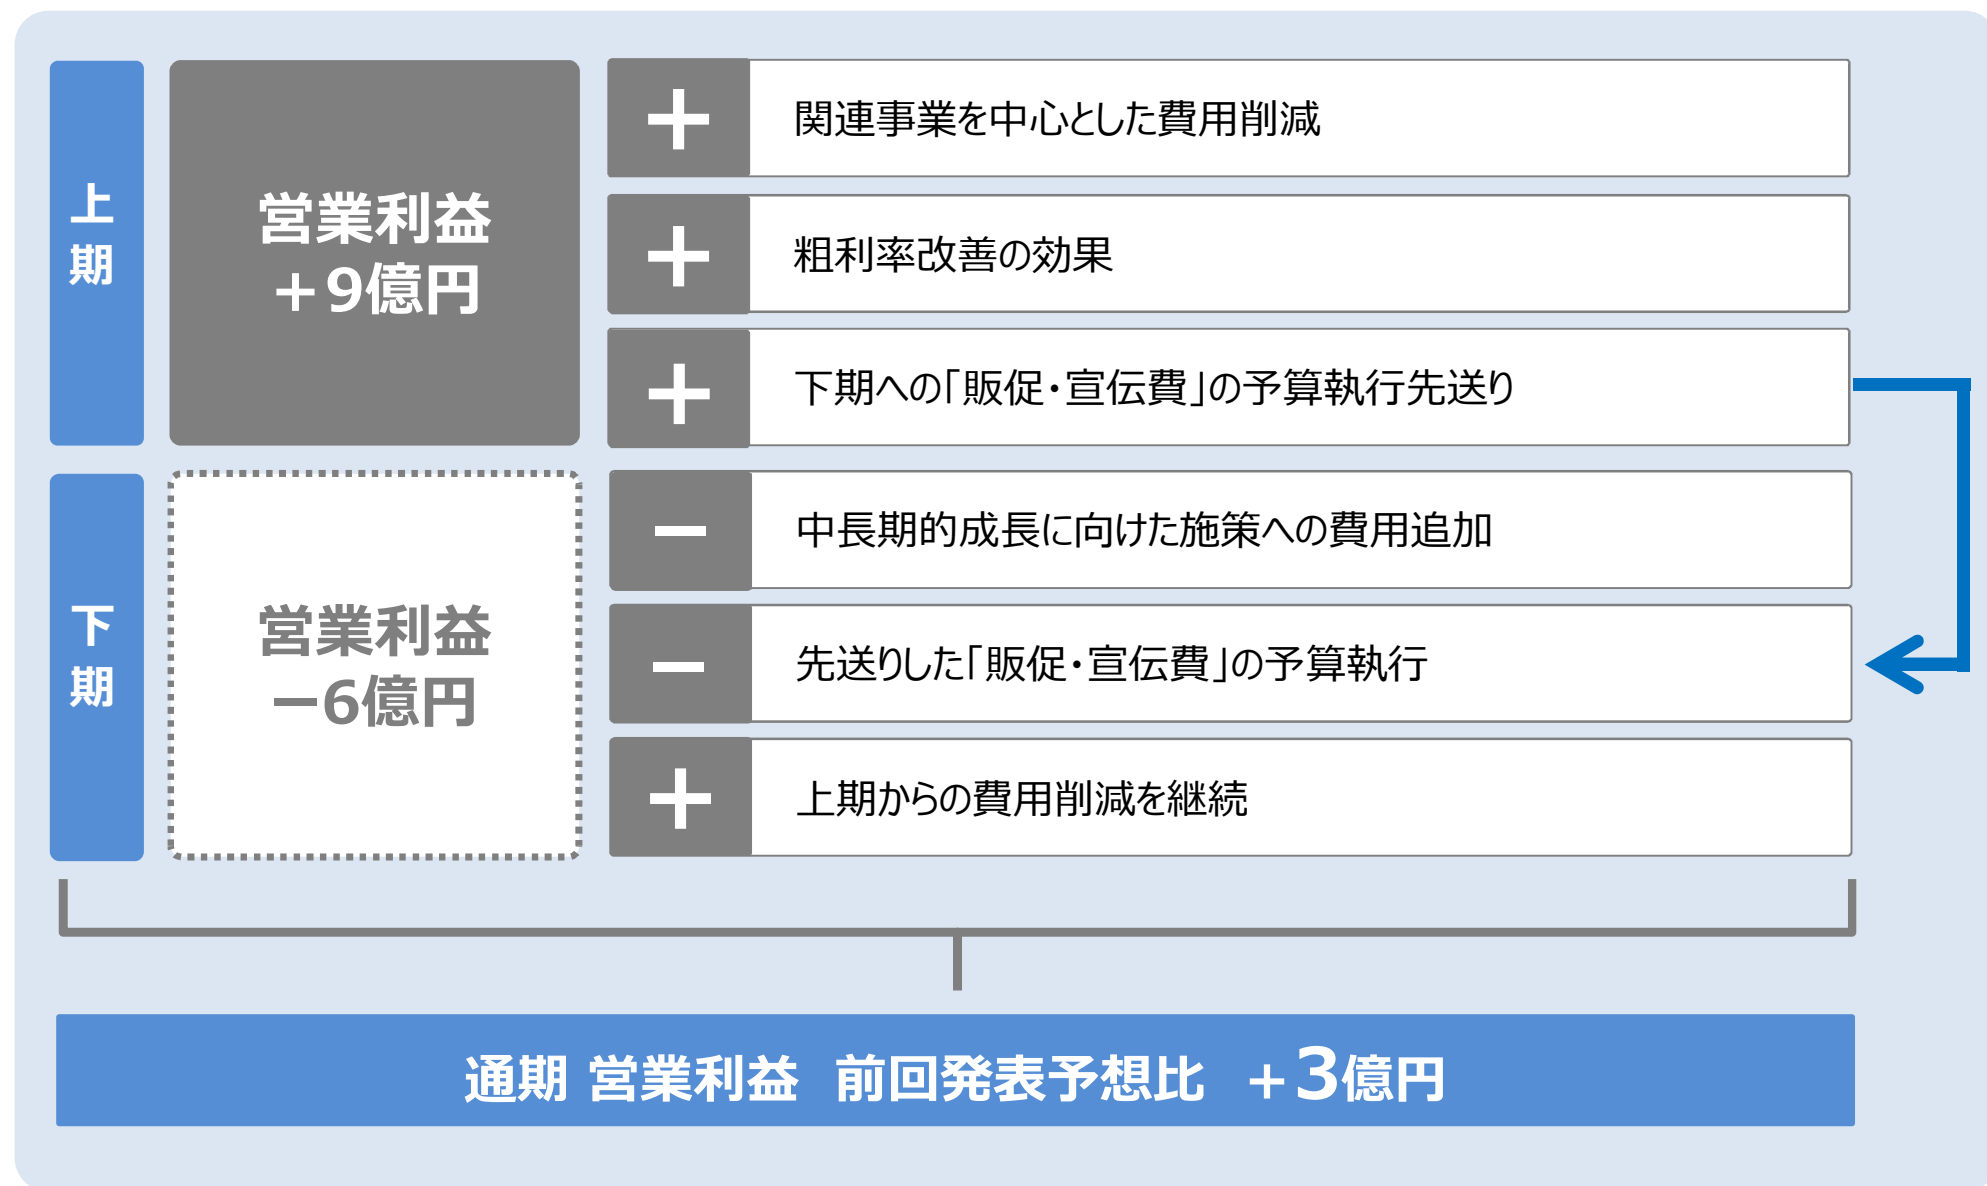 上期
営業利益
+9億円
+ 関連事業を中心とした費用削減
+ 粗利率改善の効果
+ 下期への「販促・宣伝費」の予算執行先送り
下期
営業利益
−6億円
− 中長期的成長に向けた施策への費用追加
− 先送りした「販促・宣伝費」の予算執行
+ 上期からの費用削減を継続
通期 営業利益 前回発表予想比 +3億円